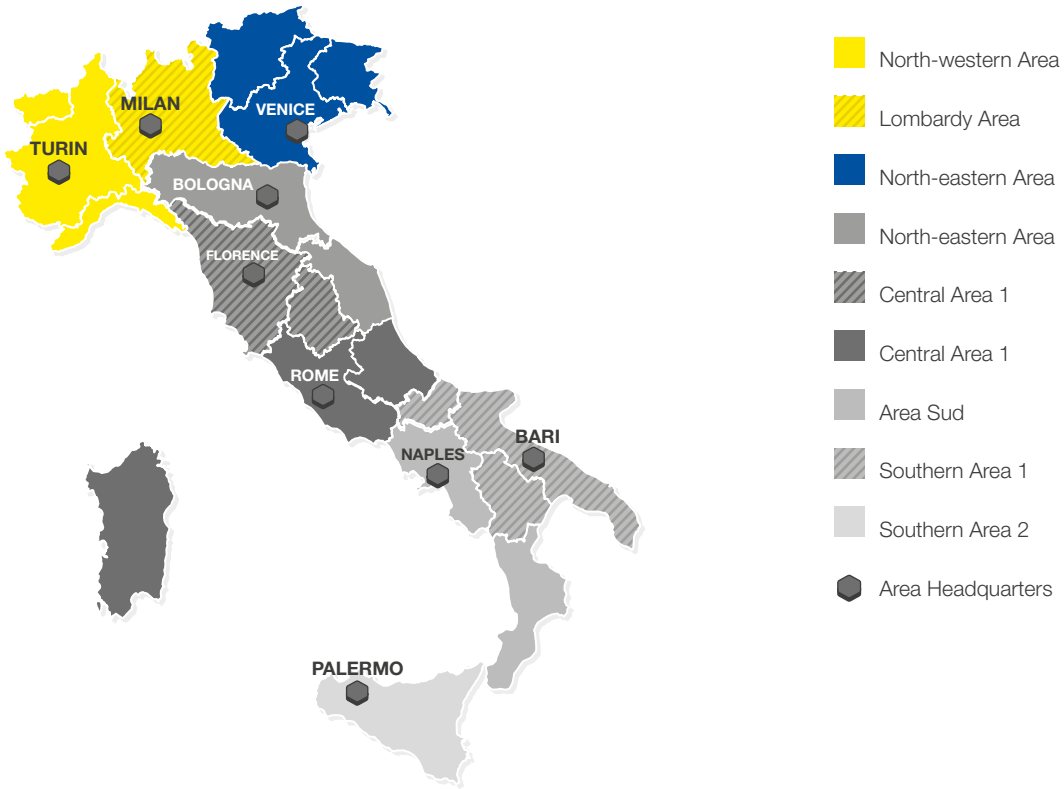 MILAN
VENICE
TURIN
BOLOGNA
FLORENCE
ROME
BARI
NAPLES
PALERMO
North-western Area
Lombardy Area
North-eastern Area
North-eastern Area
Central Area 1
Central Area 1
Area Sud
Southern Area 1
Southern Area 2
Area Headquarters